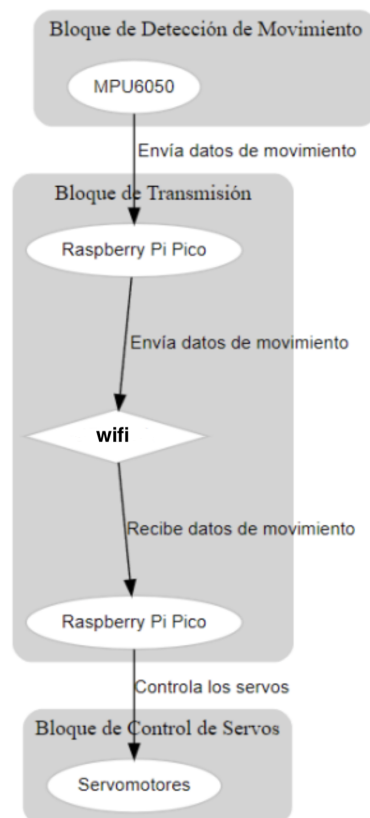 Bloque de Detección de Movimiento
MPU6050
Envía datos de movimiento
Bloque de Transmisión
Raspberry Pi Pico
Envía datos de movimiento
wifi
Recibe datos de movimiento
Raspberry Pi Pico
Controla los servos
Bloque de Control de Servos
Servomotores